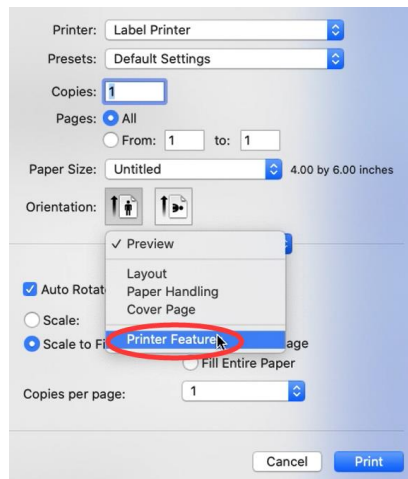 Printer: Label Printer
Presets: Default Settings
Copies: 1
Pages: All
From: 1 to: 1
Paper Size: Untitled 4.00 by 6.00 inches
Orientation:
✓ Preview
Layout
Auto Rotat
Paper Handling
Cover Page
Scale:
Printer Feature
Scale to Fi age
Fill Entire Paper
Copies per page: 1
Cancel Print